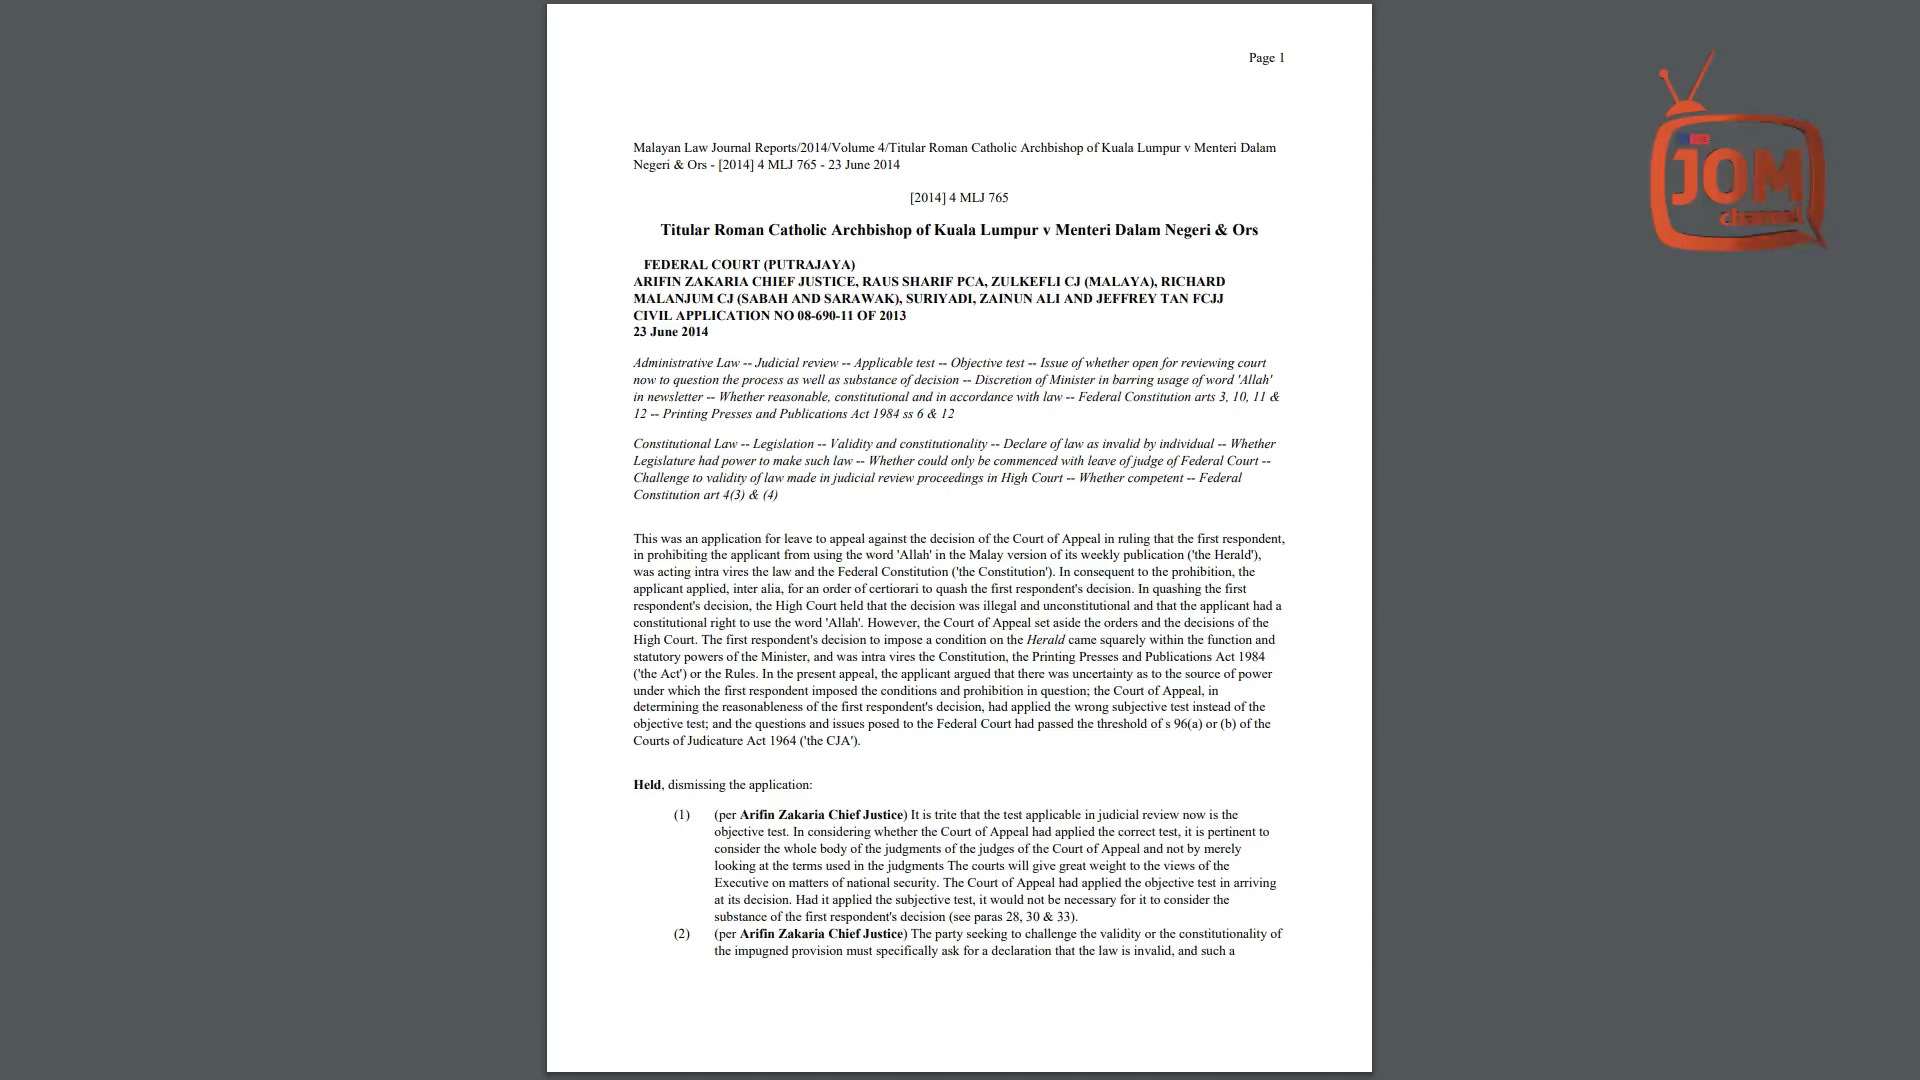 Page 1
Malayan Law Journal Reports/2014/Volume 4/Titular Roman Catholic Archbishop of Kuala Lumpur v Menteri Dalam
Negeri & Ors - [2014] 4 MLJ 765 - 23 June 2014
[2014] 4 MLJ 765
Titular Roman Catholic Archbishop of Kuala Lumpur v Menteri Dalam Negeri & Ors
FEDERAL COURT (PUTRAJAYA)
ARIFIN ZAKARIA CHIEF JUSTICE, RAUS SHARIF PCA, ZULKEFLI CJ (MALAYA), RICHARD
MALANJUM CJ (SABAH AND SARAWAK), SURIYADI, ZAINUN ALI AND JEFFREY TAN FCJJ
CIVIL APPLICATION NO 08-690-11 OF 2013
23 June 2014
Administrative Law -- Judicial review -- Applicable test -- Objective test -- Issue of whether open for reviewing court
now to question the process as well as substance of decision -- Discretion of Minister in barring usage of word 'Allah'
in newsletter -- Whether reasonable, constitutional and in accordance with law -- Federal Constitution arts 3, 10, 11 &
12 -- Printing Presses and Publications Act 1984 ss 6 & 12
Constitutional Law -- Legislation -- Validity and constitutionality -- Declare of law as invalid by individual -- Whether
Legislature had power to make such law -- Whether could only be commenced with leave of judge of Federal Court --
Challenge to validity of law made in judicial review proceedings in High Court -- Whether competent -- Federal
Constitution art 4(3) & (4)
This was an application for leave to appeal against the decision of the Court of Appeal in ruling that the first respondent,
in prohibiting the applicant from using the word 'Allah' in the Malay version of its weekly publication ('the Herald'),
was acting intra vires the law and the Federal Constitution ('the Constitution'). In consequent to the prohibition, the
applicant applied, inter alia, for an order of certiorari to quash the first respondent's decision. In quashing the first
respondent's decision, the High Court held that the decision was illegal and unconstitutional and that the applicant had a
constitutional right to use the word 'Allah'. However, the Court of Appeal set aside the orders and the decisions of the
High Court. The first respondent's decision to impose a condition on the Herald came squarely within the function and
statutory powers of the Minister, and was intra vires the Constitution, the Printing Presses and Publications Act 1984
('the Act') or the Rules. In the present appeal, the applicant argued that there was uncertainty as to the source of power
under which the first respondent imposed the conditions and prohibition in question; the Court of Appeal, in
determining the reasonableness of the first respondent's decision, had applied the wrong subjective test instead of the
objective test; and the questions and issues posed to the Federal Court had passed the threshold of s 96(a) or (b) of the
Courts of Judicature Act 1964 ('the CJA').
Held, dismissing the application:
(1) (per Arifin Zakaria Chief Justice) It is trite that the test applicable in judicial review now is the
objective test. In considering whether the Court of Appeal had applied the correct test, it is pertinent to
consider the whole body of the judgments of the judges of the Court of Appeal and not by merely
looking at the terms used in the judgments The courts will give great weight to the views of the
Executive on matters of national security. The Court of Appeal had applied the objective test in arriving
at its decision. Had it applied the subjective test, it would not be necessary for it to consider the
substance of the first respondent's decision (see paras 28, 30 & 33).
(2) (per Arifin Zakaria Chief Justice) The party seeking to challenge the validity or the constitutionality of
the impugned provision must specifically ask for a declaration that the law is invalid, and such a
JOM
channel